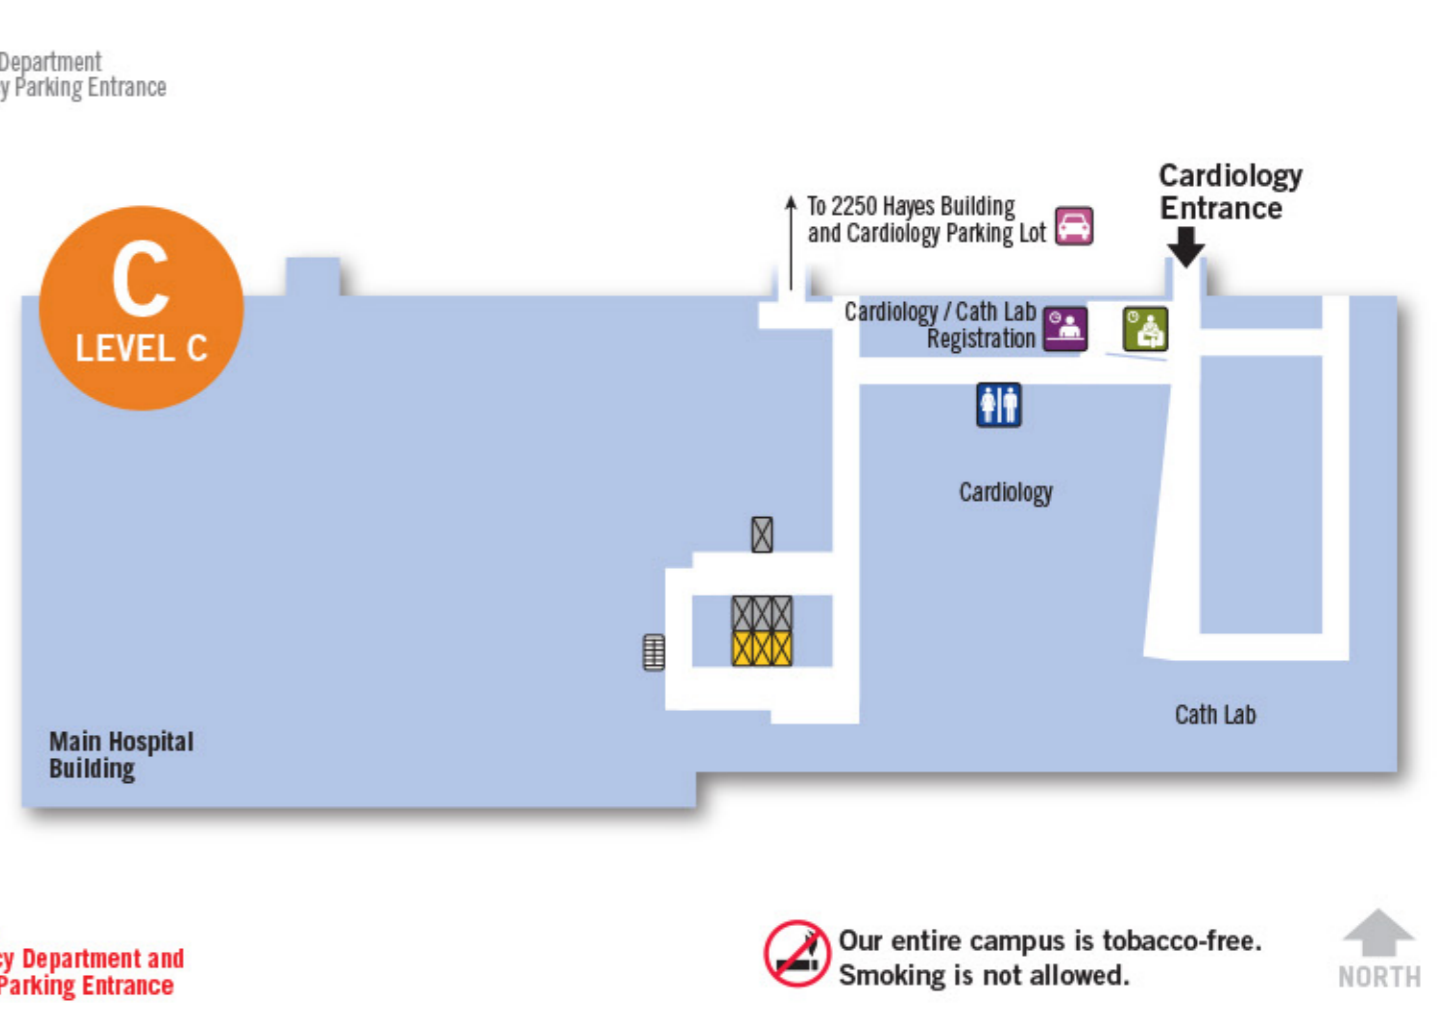 Department
y Parking Entrance
Cardiology
Entrance
To 2250 Hayes Building
and Cardiology Parking Lot
C
LEVEL C
Cardiology / Cath Lab
Registration
Cardiology
Cath Lab
Main Hospital
Building
cy Department and
Parking Entrance
Our entire campus is tobacco-free.
Smoking is not allowed.
NORTH